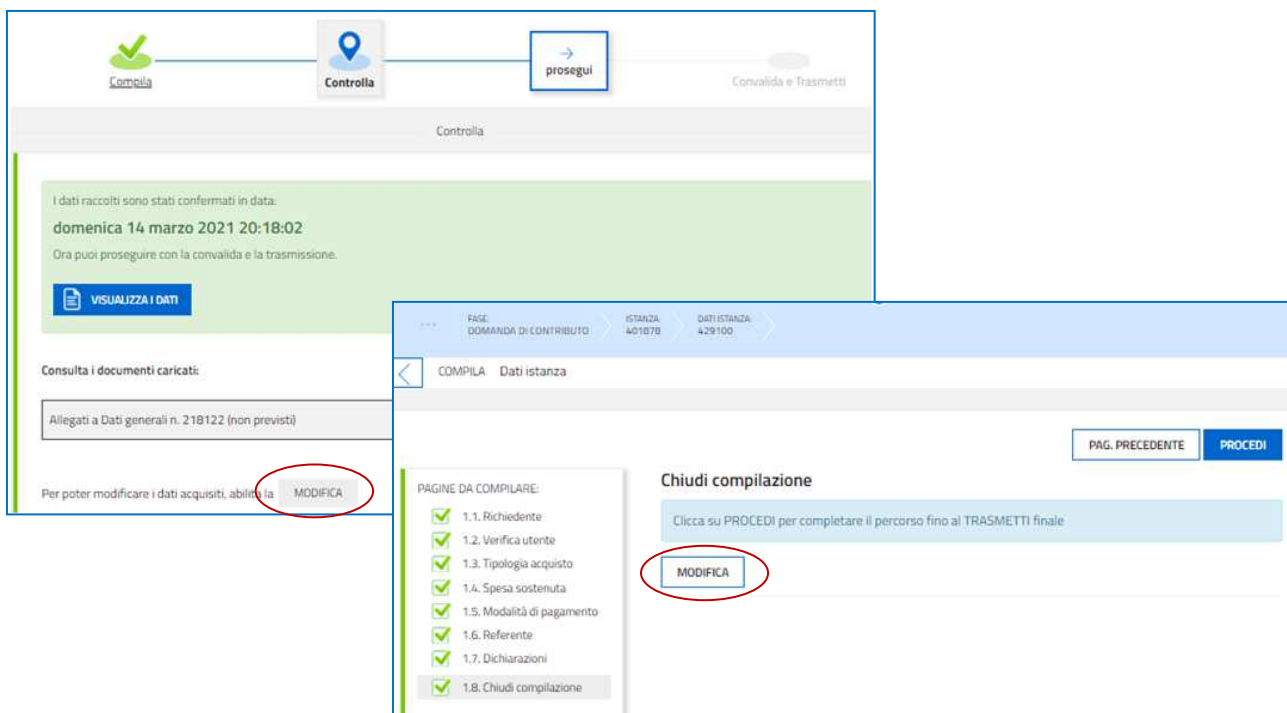 Compila
Controlla
prosegui
Convalida e Trasmetti
Controlla
I dati raccolti sono stati confermati in data:
domenica 14 marzo 2021 20:18:02
Ora puoi proseguire con la convalida e la trasmissione.
VISUALIZZA I DATI
Consulta i documenti caricati:
Allegati a Dati generali n. 218122 (non previsti)
Per poter modificare i dati acquisiti, abilita la MODIFICA
... FASE: ISTANZA: DATI ISTANZA:
DOMANDA DI CONTRIBUTO 401878 429100
COMPILA Dati istanza
PAG. PRECEDENTE PROCEDI
PAGINE DA COMPILARE:
1.1. Richiedente
1.2. Verifica utente
1.3. Tipologia acquisto
1.4. Spesa sostenuta
1.5. Modalità di pagamento
1.6. Referente
1.7. Dichiarazioni
1.8. Chiudi compilazione
Chiudi compilazione
Clicca su PROCEDI per completare il percorso fino al TRASMETTI finale
MODIFICA